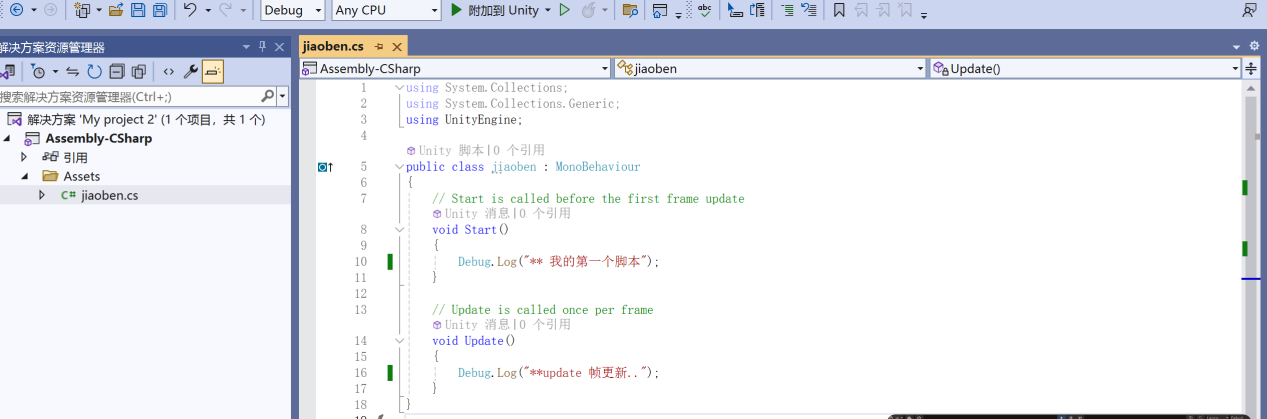 Debug
Any CPU
附加到 Unity
abc
解决方案资源管理器
搜索解决方案资源管理器(Ctrl+;)
解决方案 'My project 2' (1 个项目，共 1 个)
Assembly-CSharp
引用
Assets
C# jiaoben.cs
jiaoben.cs
Assembly-CSharp
jiaoben
Update()
1 using System.Collections;
2 using System.Collections.Generic;
3 using UnityEngine;
4
Unity 脚本|0 个引用
5 public class jiaoben : MonoBehaviour
6 {
7 // Start is called before the first frame update
Unity 消息|0 个引用
8 void Start()
9 {
10 Debug.Log("** 我的第一个脚本");
11 }
12
13 // Update is called once per frame
Unity 消息|0 个引用
14 void Update()
15 {
16 Debug.Log("**update 帧更新..");
17 }
18 }